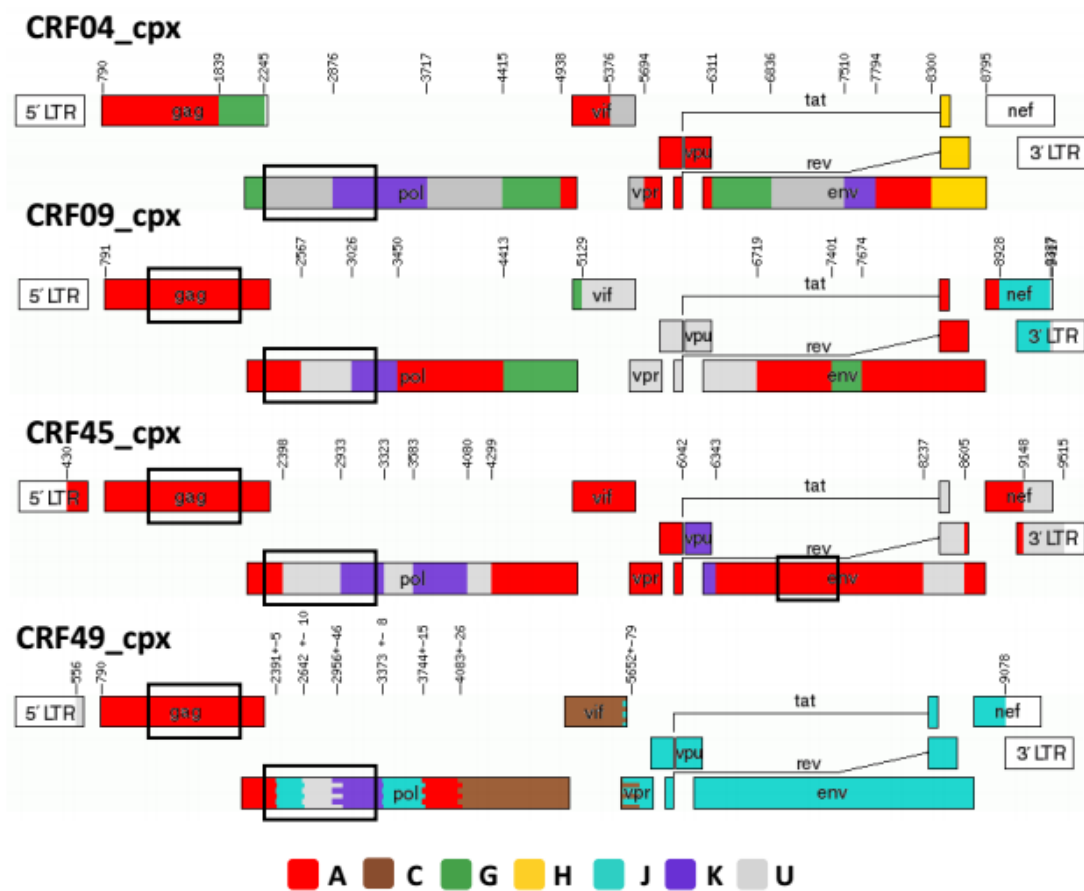 CRF04_cpx
790 1839 2245 2876 3717 4415 4938 5376 5694 6311 6836 7510 7794 8300 8795
5′ LTR gag vif tat nef
vpu rev 3′ LTR
pol vpr env
CRF09_cpx
791 2567 3026 3450 4413 5129 6719 7401 7674 8928
5′ LTR gag vif tat nef
vpu rev 3′ LTR
pol vpr env
CRF45_cpx
430 2398 2933 3323 3583 4080 4299 6042 6343 8237 8605 9148 9515
5′ LTR gag vif tat nef
vpu rev 3′ LTR
pol vpr env
CRF49_cpx
556 790 2391+-5 2642 +- 10 2956+-46 3373 +- 8 3744+-15 4083+-26 5652+-79 9078
5′ LTR gag vif tat nef
vpu rev 3′ LTR
pol vpr env
A C G H J K U